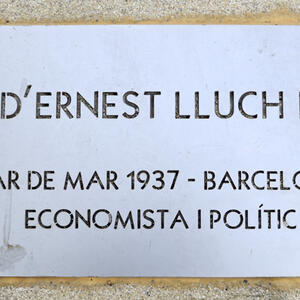 D'ERNEST LLUCH
AR DE MAR 1937 - BARCELO
ECONOMISTA I POLÍTIC